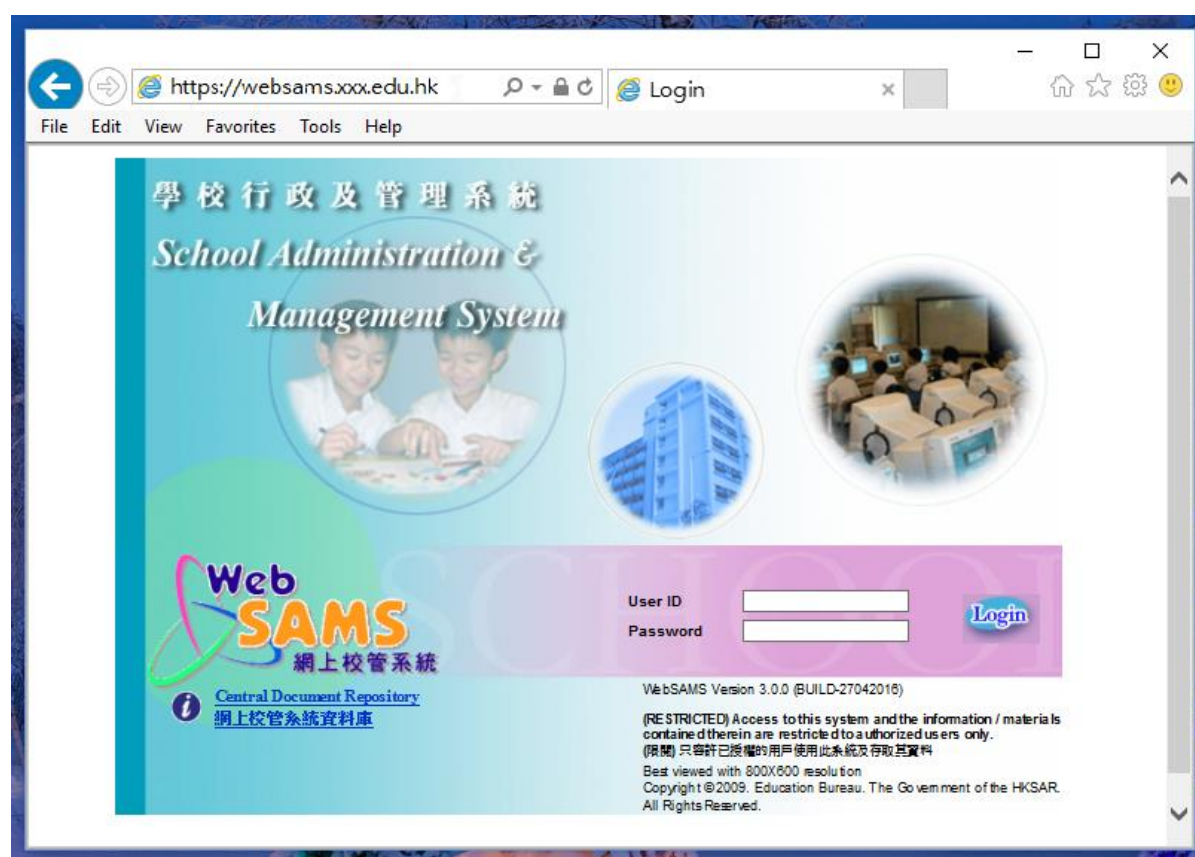 https://websams.xxx.edu.hk
Login
File Edit View Favorites Tools Help
學校行政及管理系統
School Administration &
Management System
SCHOOL
Web
SAMS
網上校管系統
User ID
Password
Login
Central Document Repository
網上校管系統資料庫
WebSAMS Version 3.0.0 (BUILD-27042016)
(RESTRICTED) Access to this system and the information / materials
contained therein are restricted to authorized users only.
(限閱) 只容許已授權的用戶使用此系統及存取其資料
Best viewed with 800X600 resolution
Copyright ©2009. Education Bureau. The Government of the HKSAR.
All Rights Reserved.